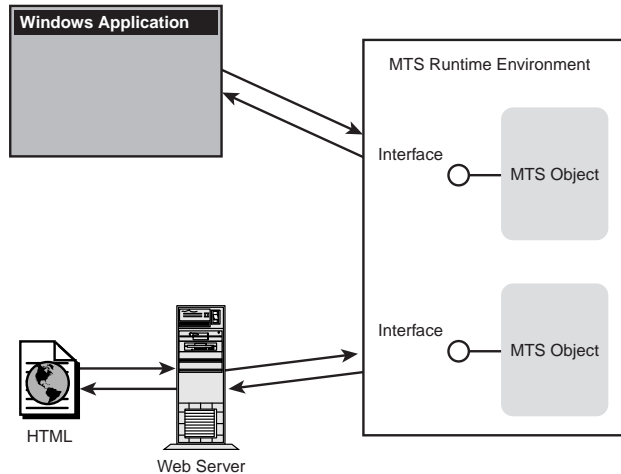 Windows Application
MTS Runtime Environment
Interface
MTS Object
Interface
MTS Object
HTML
Web Server